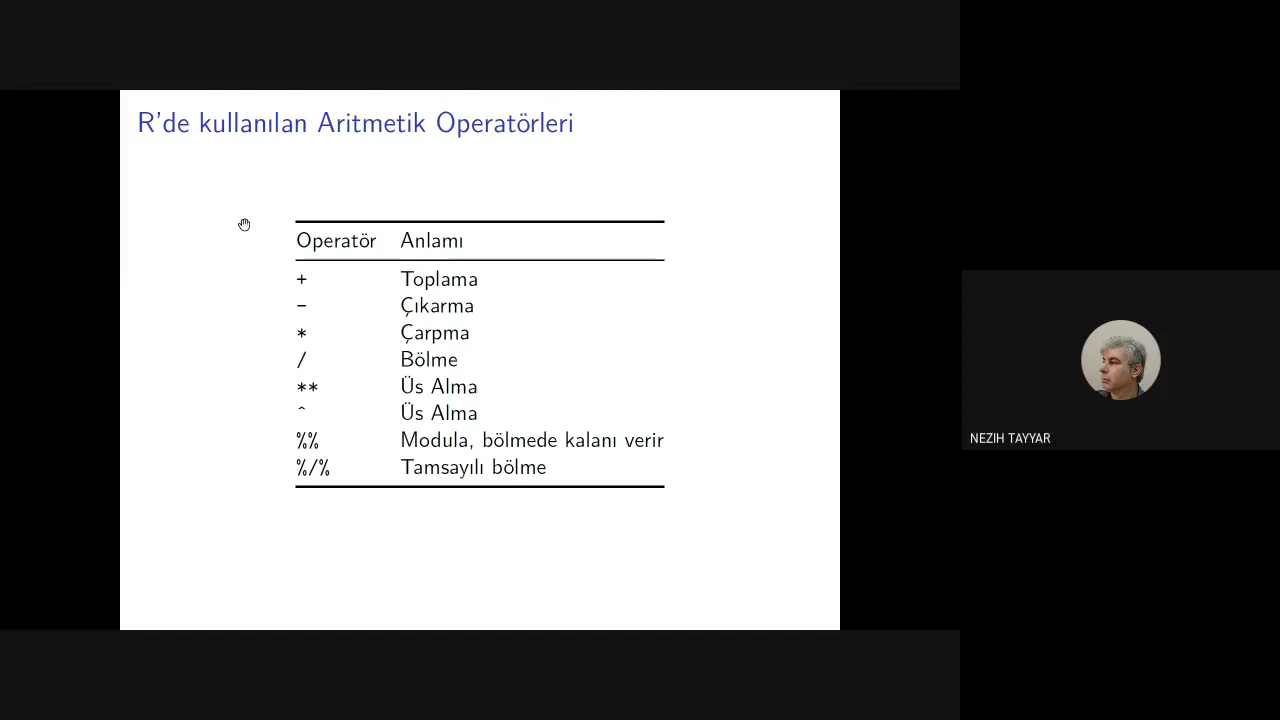 R'de kullanılan Aritmetik Operatörleri
Operatör Anlamı
+ Toplama
- Çıkarma
* Çarpma
/ Bölme
** Üs Alma
^ Üs Alma
%% Modula, bölmede kalanı verir
%/% Tamsayılı bölme
NEZIH TAYYAR